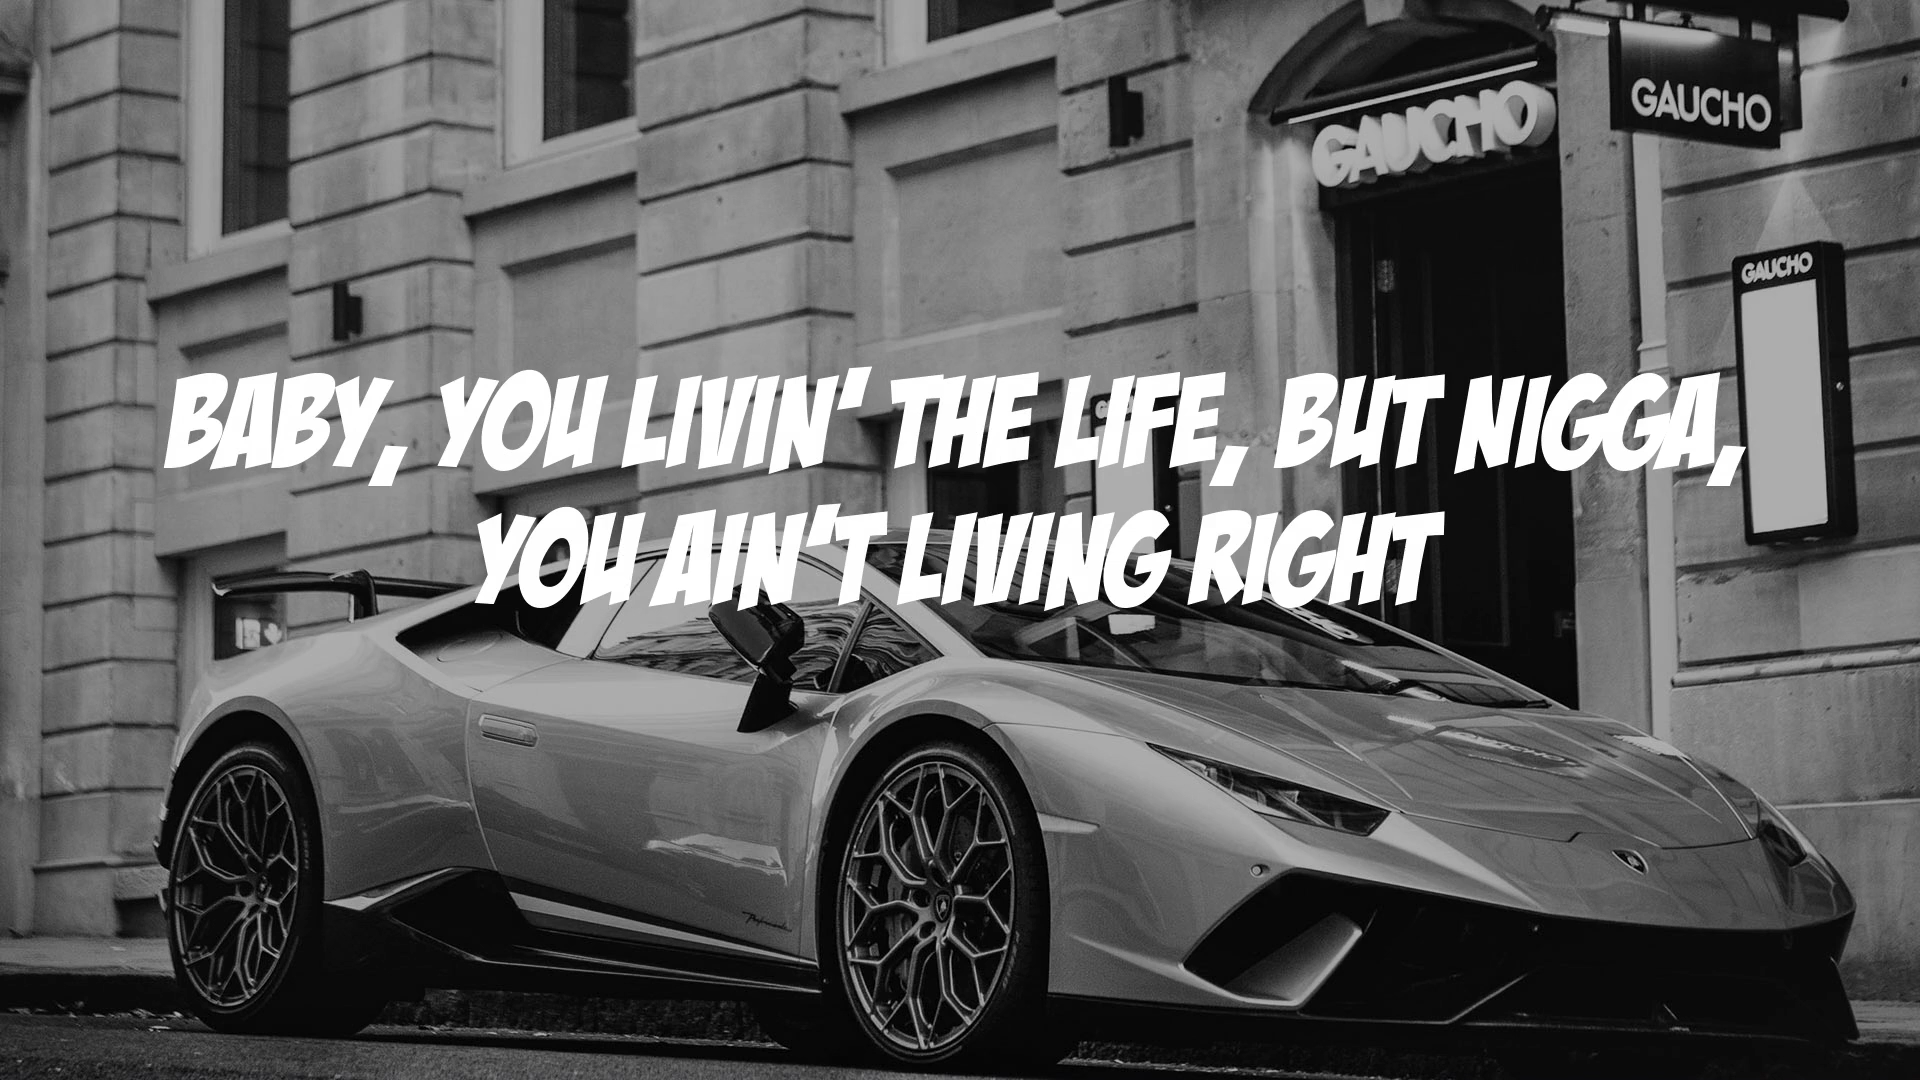 GAUCHO
GAUCHO
GAUCHO
BABY, YOU LIVIN' THE LIFE, BUT NIGGA,
YOU AIN'T LIVING RIGHT